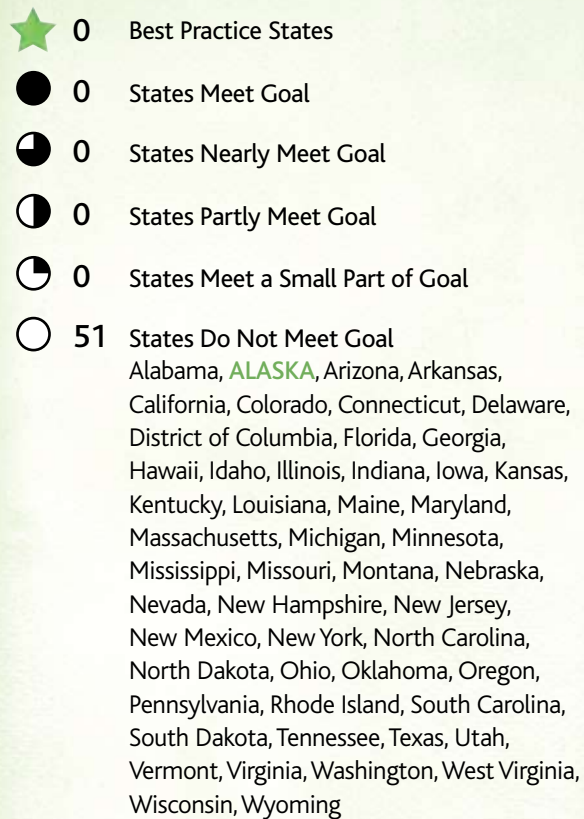 0 Best Practice States
0 States Meet Goal
0 States Nearly Meet Goal
0 States Partly Meet Goal
0 States Meet a Small Part of Goal
51 States Do Not Meet Goal
Alabama, ALASKA, Arizona, Arkansas,
California, Colorado, Connecticut, Delaware,
District of Columbia, Florida, Georgia,
Hawaii, Idaho, Illinois, Indiana, Iowa, Kansas,
Kentucky, Louisiana, Maine, Maryland,
Massachusetts, Michigan, Minnesota,
Mississippi, Missouri, Montana, Nebraska,
Nevada, New Hampshire, New Jersey,
New Mexico, New York, North Carolina,
North Dakota, Ohio, Oklahoma, Oregon,
Pennsylvania, Rhode Island, South Carolina,
South Dakota, Tennessee, Texas, Utah,
Vermont, Virginia, Washington, West Virginia,
Wisconsin, Wyoming